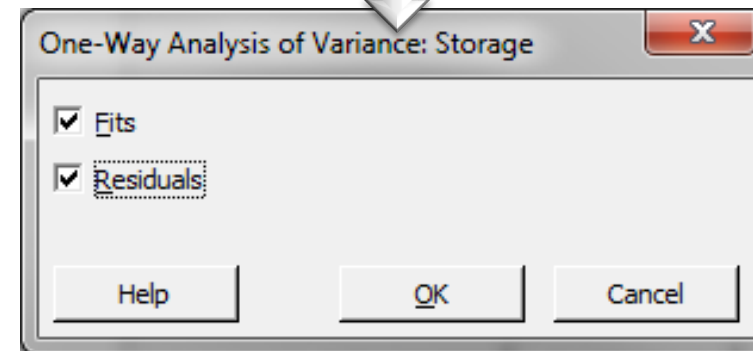 One-Way Analysis of Variance: Storage
Fits
Residuals
Help OK Cancel